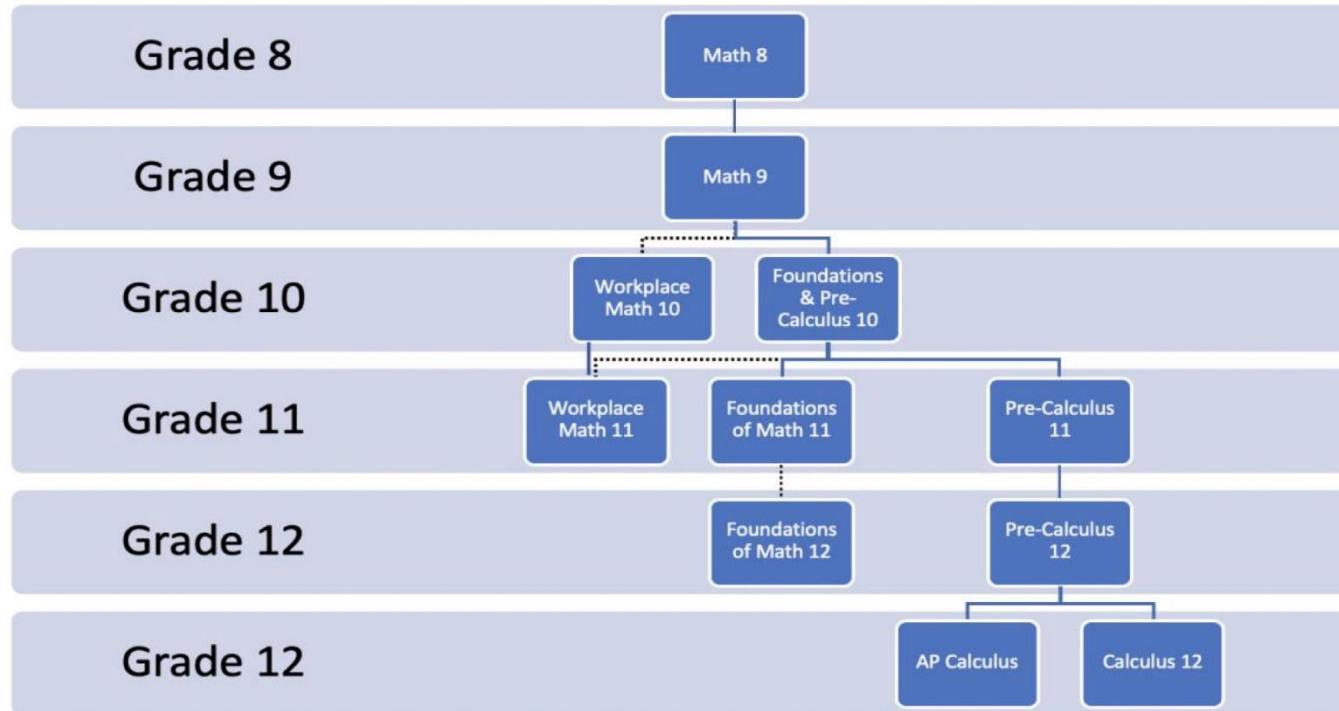 Grade 8
Math 8
Grade 9
Math 9
Grade 10
Workplace
Math 10
Foundations
& Pre-
Calculus 10
Grade 11
Workplace
Math 11
Foundations
of Math 11
Pre-Calculus
11
Grade 12
Foundations
of Math 12
Pre-Calculus
12
Grade 12
AP Calculus
Calculus 12